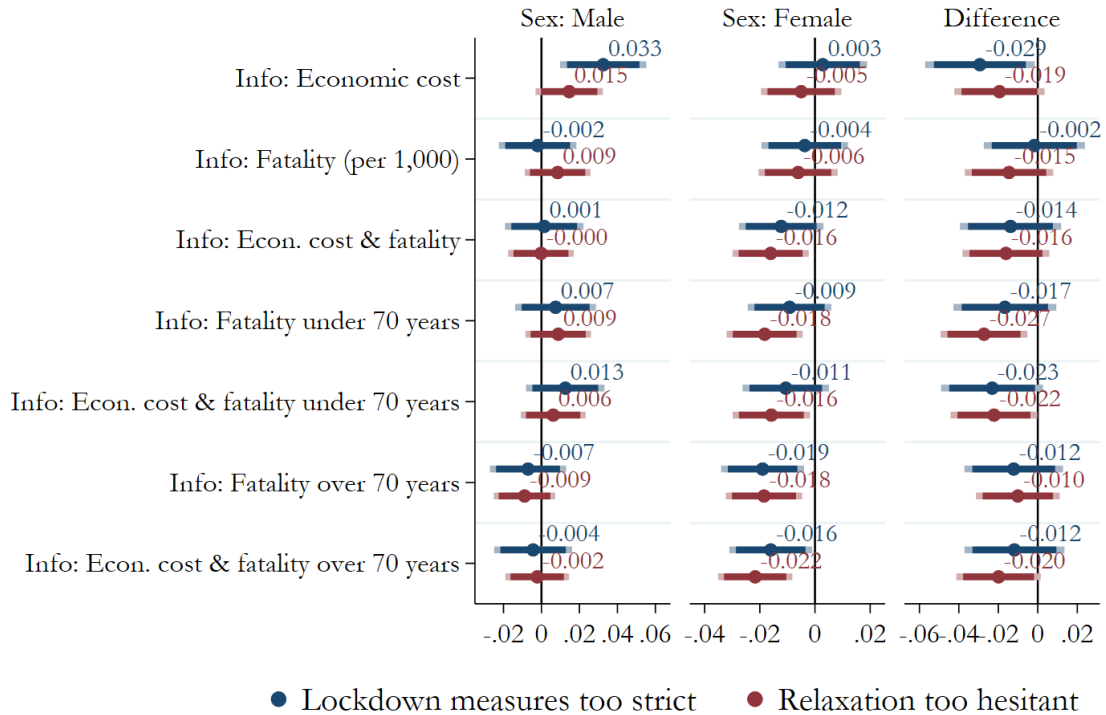 Sex: Male Sex: Female Difference
0.033 0.003 -0.029
Info: Economic cost 0.015 -0.005 -0.019
-0.002 -0.004 -0.002
Info: Fatality (per 1,000) 0.009 -0.006 -0.015
0.001 -0.012 -0.014
Info: Econ. cost & fatality -0.000 -0.016 -0.016
0.007 -0.009 -0.017
Info: Fatality under 70 years 0.009 -0.018 -0.027
0.013 -0.011 -0.023
Info: Econ. cost & fatality under 70 years 0.006 -0.016 -0.022
-0.007 -0.019 -0.012
Info: Fatality over 70 years -0.009 -0.018 -0.010
-0.004 -0.016 -0.012
Info: Econ. cost & fatality over 70 years -0.002 -0.022 -0.020
-.02 0 .02 .04 .06 -.04 -.02 0 .02 -.06 -.04 -.02 0 .02
Lockdown measures too strict Relaxation too hesitant